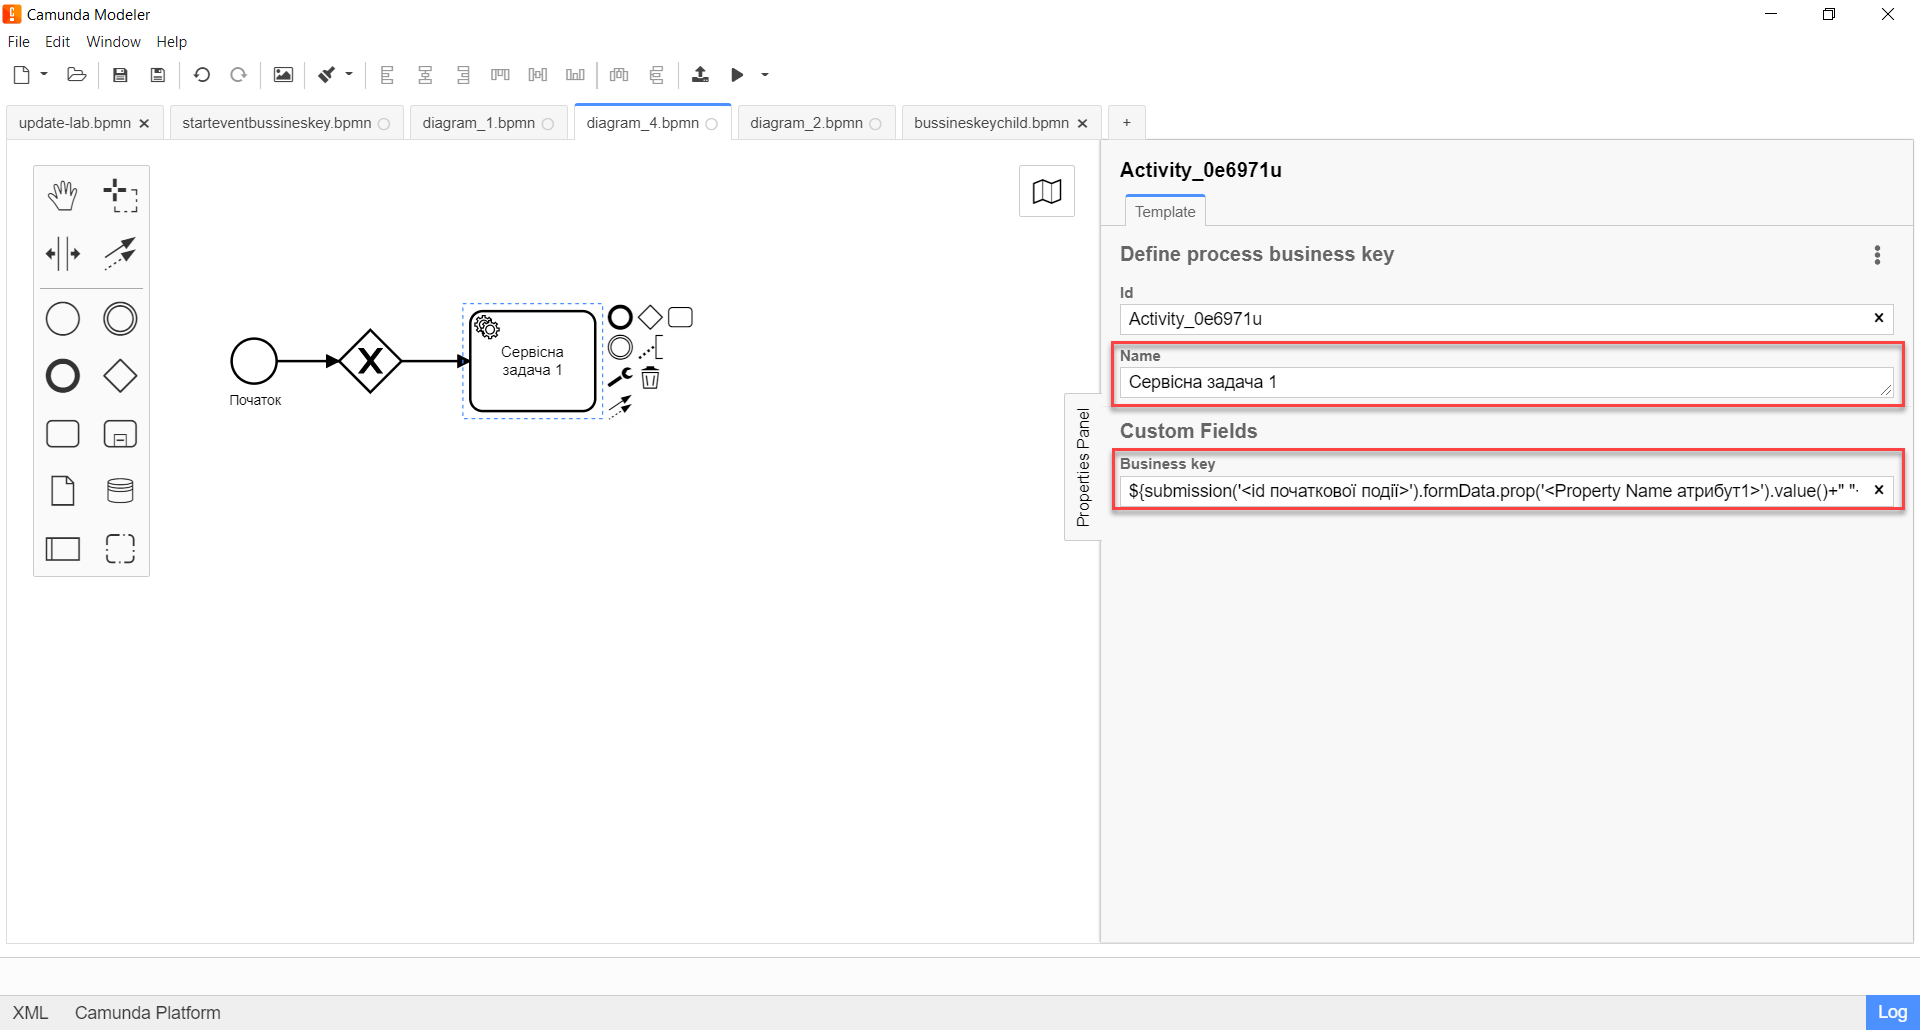 Camunda Modeler
File Edit Window Help
update-lab.bpmn
starteventbussineskey.bpmn
diagram_1.bpmn
diagram_4.bpmn
diagram_2.bpmn
bussineskeychild.bpmn
+
Початок
Сервісна
задача 1
Properties Panel
Activity_0e6971u
Template
Define process business key
Id
Activity_0e6971u
Name
Сервісна задача 1
Custom Fields
Business key
${submission('<id початкової події>').formData.prop('<Property Name атрибут1>').value()+" "
XML Camunda Platform
Log